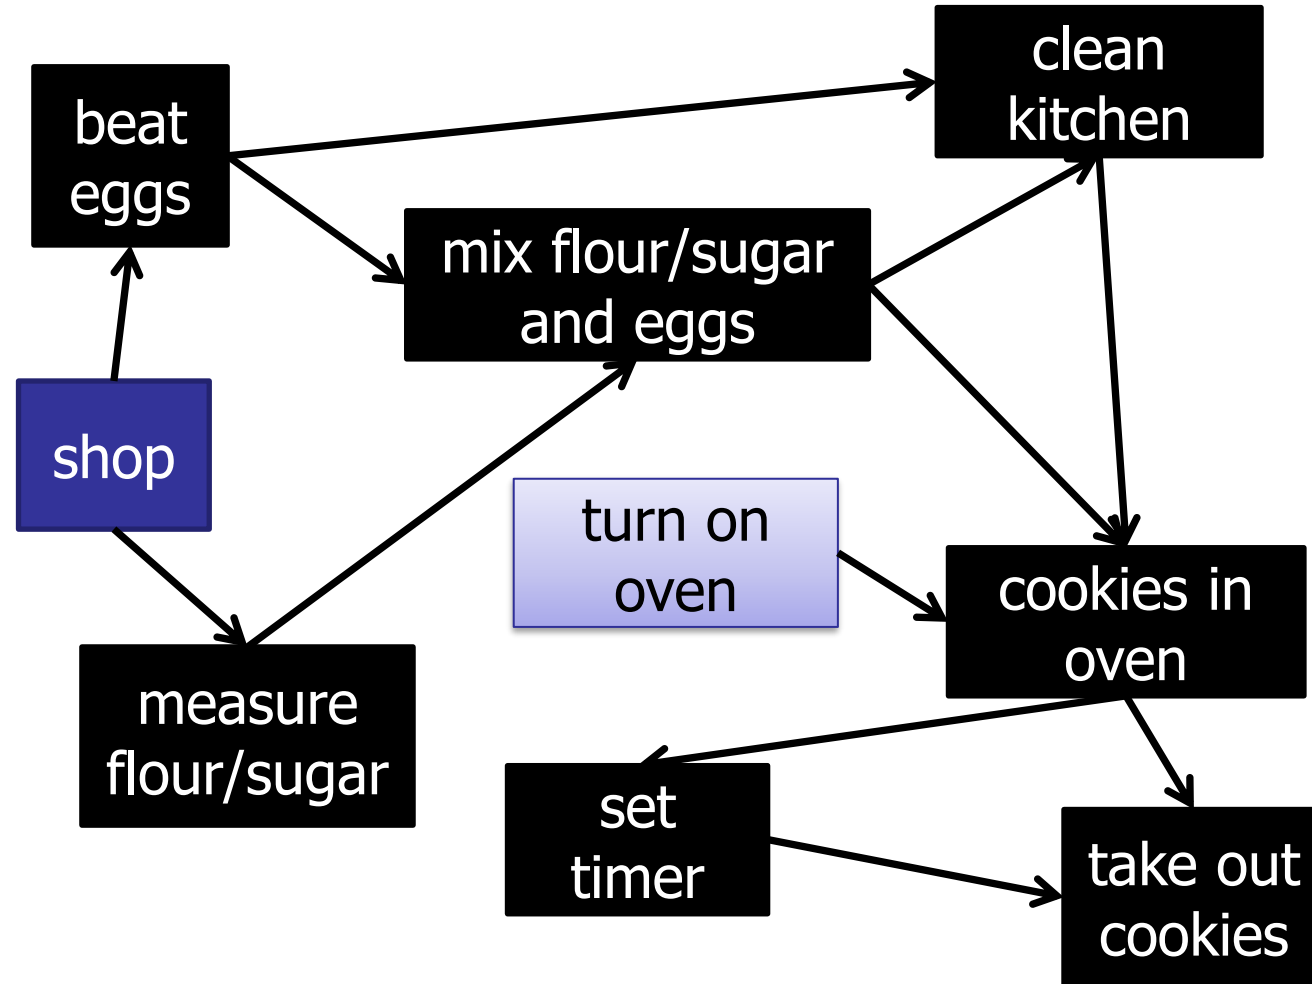 clean
kitchen
beat
eggs
mix flour/sugar
and eggs
shop
turn on
oven
cookies in
oven
measure
flour/sugar
set
timer
take out
cookies